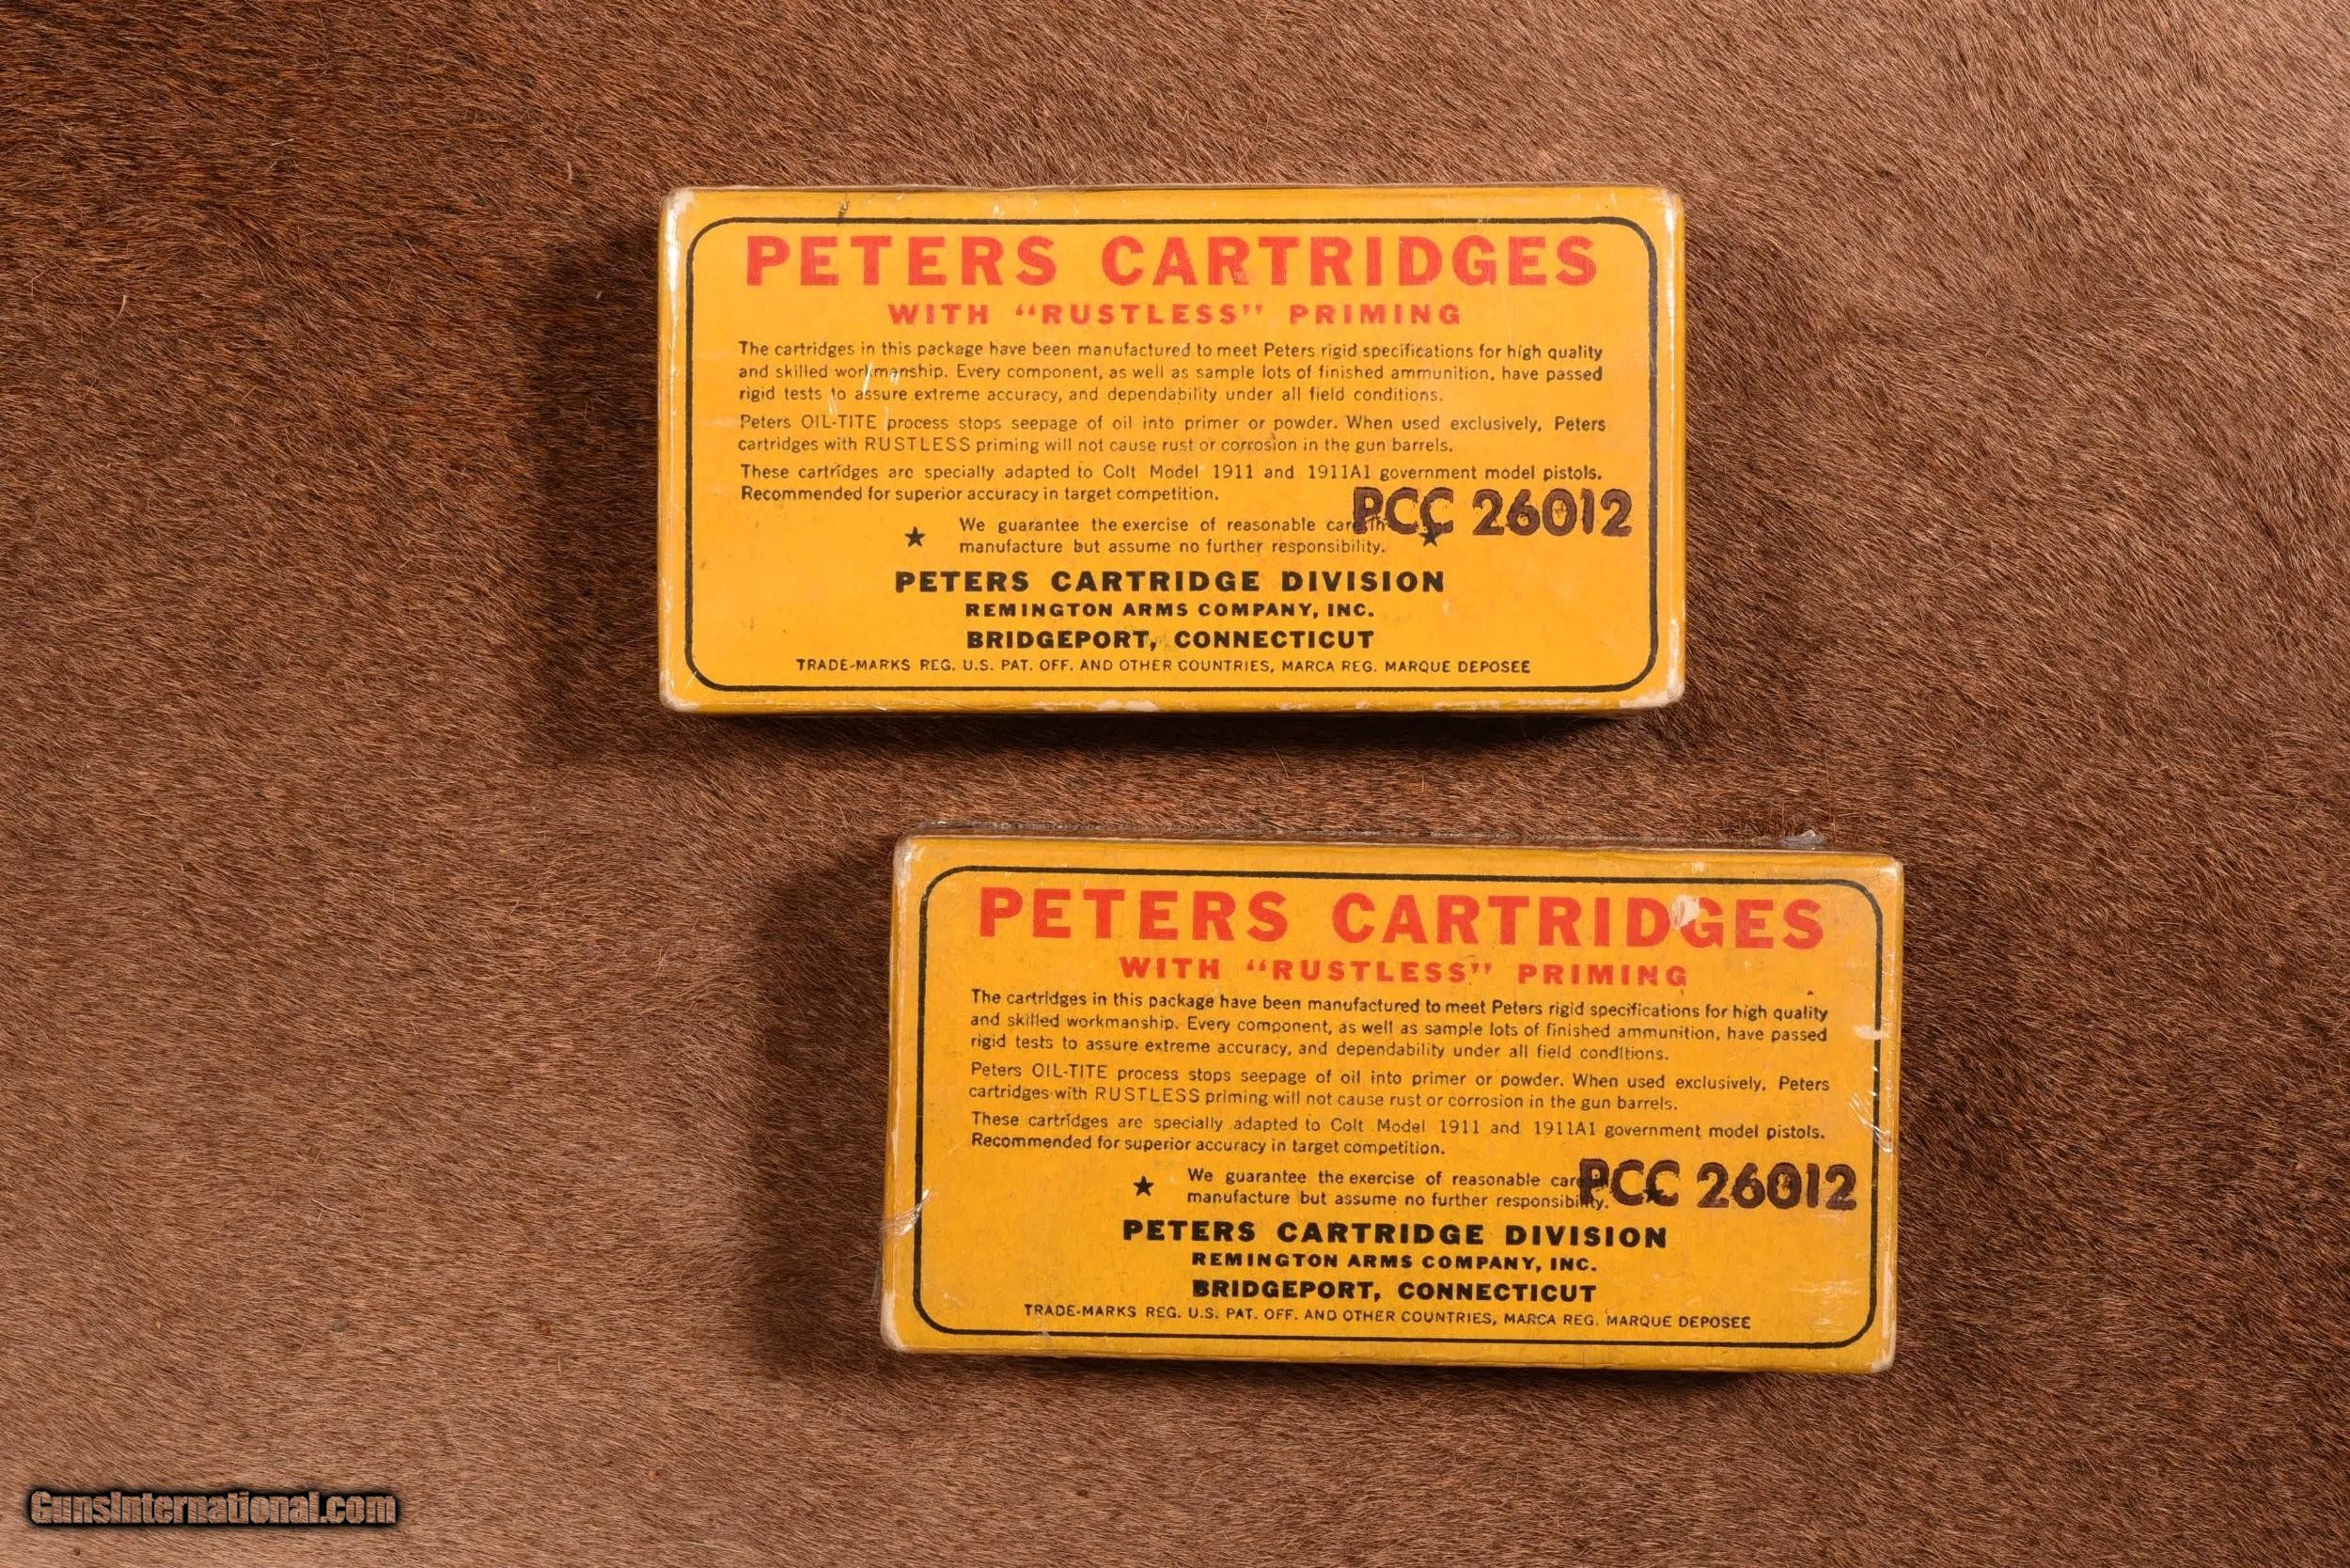 PETERS CARTRIDGES
WITH "RUSTLESS" PRIMING
The cartridges in this package have been manufactured to meet Peters rigid specifications for high quality
and skilled workmanship. Every component, as well as sample lots of finished ammunition, have passed
rigid tests to assure extreme accuracy, and dependability under all field conditions.
Peters OIL-TITE process stops seepage of oil into primer or powder. When used exclusively, Peters
cartridges with RUSTLESS priming will not cause rust or corrosion in the gun barrels.
These cartridges are specially adapted to Colt Model 1911 and 1911A1 government model pistols.
Recommended for superior accuracy in target competition.
PCC 26012
★ We guarantee the exercise of reasonable care in ★
manufacture but assume no further responsibility.
PETERS CARTRIDGE DIVISION
REMINGTON ARMS COMPANY, INC.
BRIDGEPORT, CONNECTICUT
TRADE-MARKS REG. U.S. PAT. OFF. AND OTHER COUNTRIES, MARCA REG. MARQUE DEPOSEE
PETERS CARTRIDGES
WITH "RUSTLESS" PRIMING
The cartridges in this package have been manufactured to meet Peters rigid specifications for high quality
and skilled workmanship. Every component, as well as sample lots of finished ammunition, have passed
rigid tests to assure extreme accuracy, and dependability under all field conditions.
Peters OIL-TITE process stops seepage of oil into primer or powder. When used exclusively, Peters
cartridges with RUSTLESS priming will not cause rust or corrosion in the gun barrels.
These cartridges are specially adapted to Colt Model 1911 and 1911A1 government model pistols.
Recommended for superior accuracy in target competition.
PCC 26012
★ We guarantee the exercise of reasonable care
manufacture but assume no further responsibility.
PETERS CARTRIDGE DIVISION
REMINGTON ARMS COMPANY, INC.
BRIDGEPORT, CONNECTICUT
TRADE-MARKS REG. U.S. PAT. OFF. AND OTHER COUNTRIES, MARCA REG. MARQUE DEPOSEE
GunsInternational.com